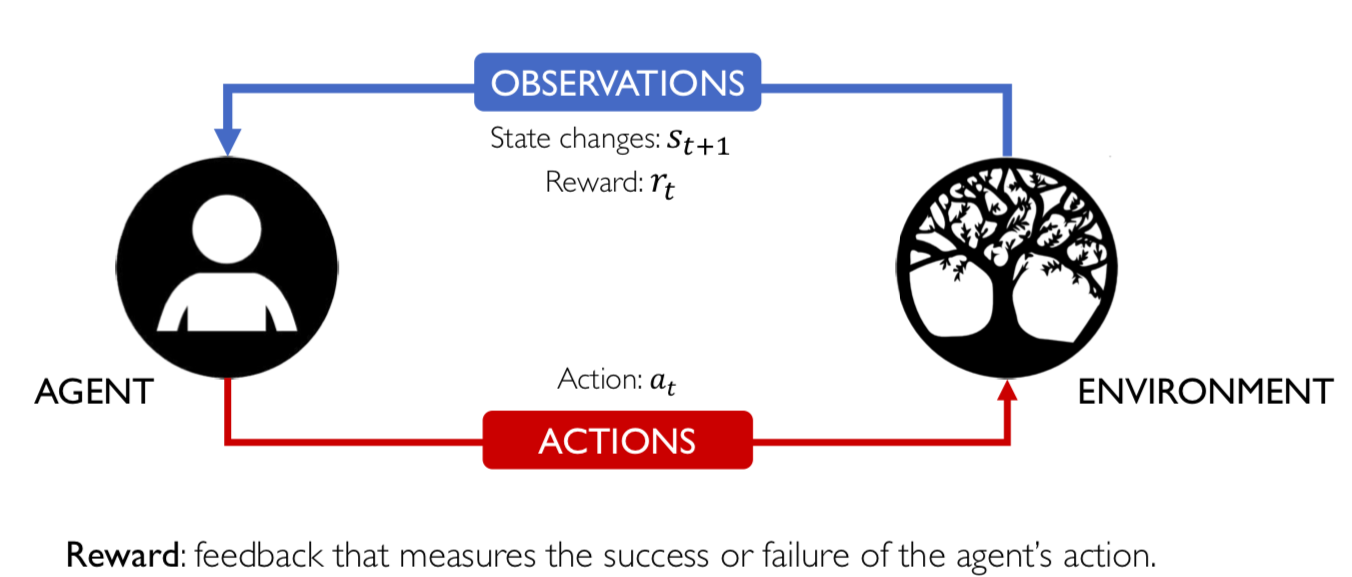 OBSERVATIONS
State changes: s_{t+1}
Reward: r_t
AGENT
Action: a_t
ENVIRONMENT
ACTIONS
Reward: feedback that measures the success or failure of the agent's action.